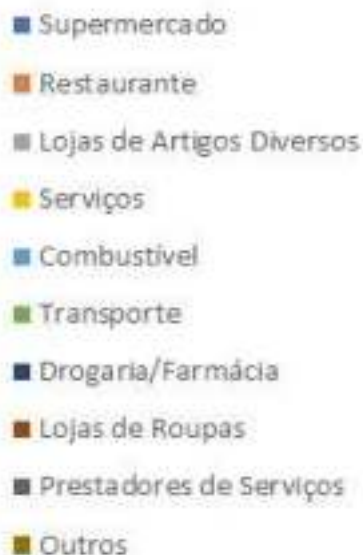 Supermercado
Restaurante
Lojas de Artigos Diversos
Serviços
Combustível
Transporte
Drogaria/Farmácia
Lojas de Roupas
Prestadores de Serviços
Outros